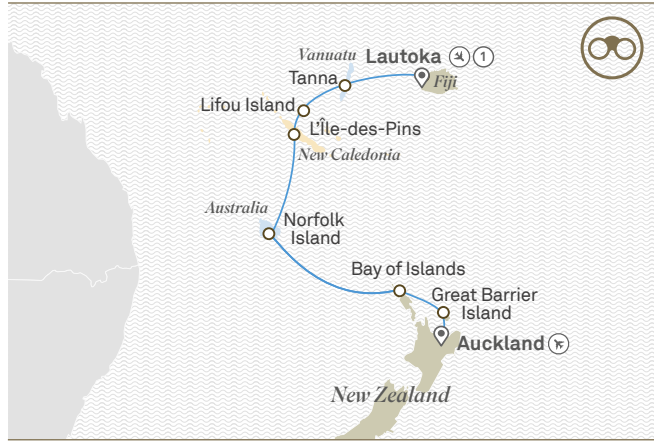 Vanuatu
Lautoka 1
Tanna
Fiji
Lifou Island
L'Île-des-Pins
New Caledonia
Australia
Norfolk
Island
Bay of Islands
Great Barrier
Island
Auckland
New Zealand